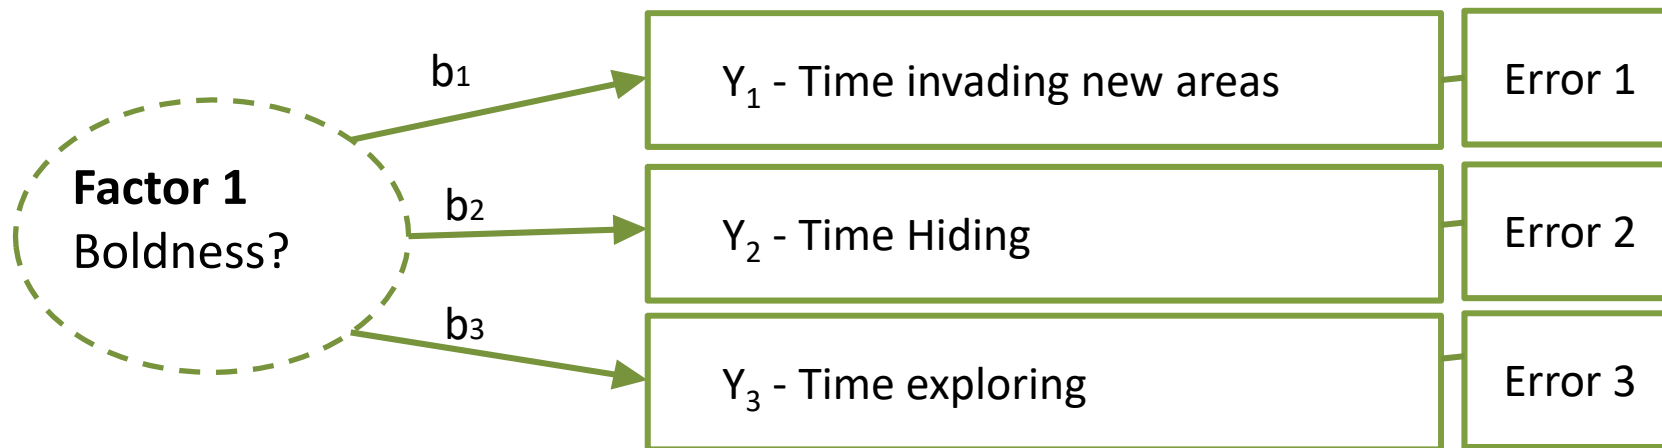 b1
Y1 - Time invading new areas
Error 1
Factor 1
Boldness?
b2
Y2 - Time Hiding
Error 2
b3
Y3 - Time exploring
Error 3